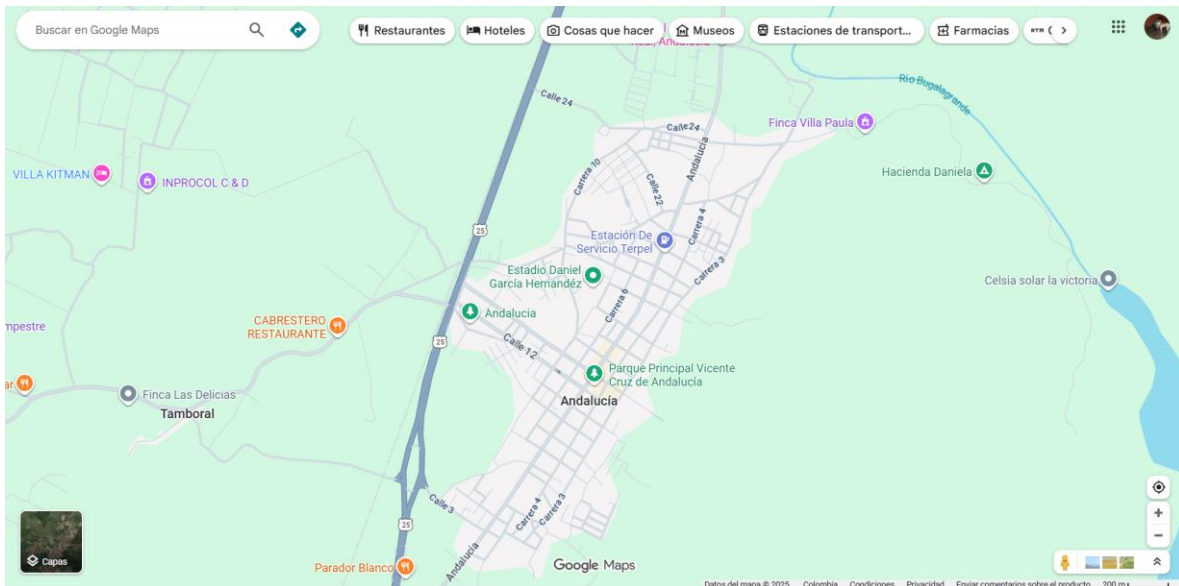 Buscar en Google Maps
Restaurantes
Hoteles
Cosas que hacer
Museos
Estaciones de transport...
Farmacias
Andalucía
Calle 24
Río Bugalagrande
Calle24
Finca Villa Paula
Carrera 10
Andalucía
Hacienda Daniela
VILLA KITMAN
INPROCOL C & D
Calle 22
Carrera 4
25
Estación De
Servicio Terpel
Carrera 3
Estadio Daniel
García Hernandéz
Celsia solar la victoria
Carrera 6
Andalucia
CABRESTERO
RESTAURANTE
mpestre
25
Calle 12
Parque Principal Vicente
Cruz de Andalucía
ar
Finca Las Delicias
Andalucía
Tamboral
Calle 3
Carrera 4
Carrera 3
25
Capas
Andalucía
Parador Blanco
Google Maps
Datos del mapa © 2025 Colombia Condiciones Privacidad Enviar comentarios sobre el producto 200 m